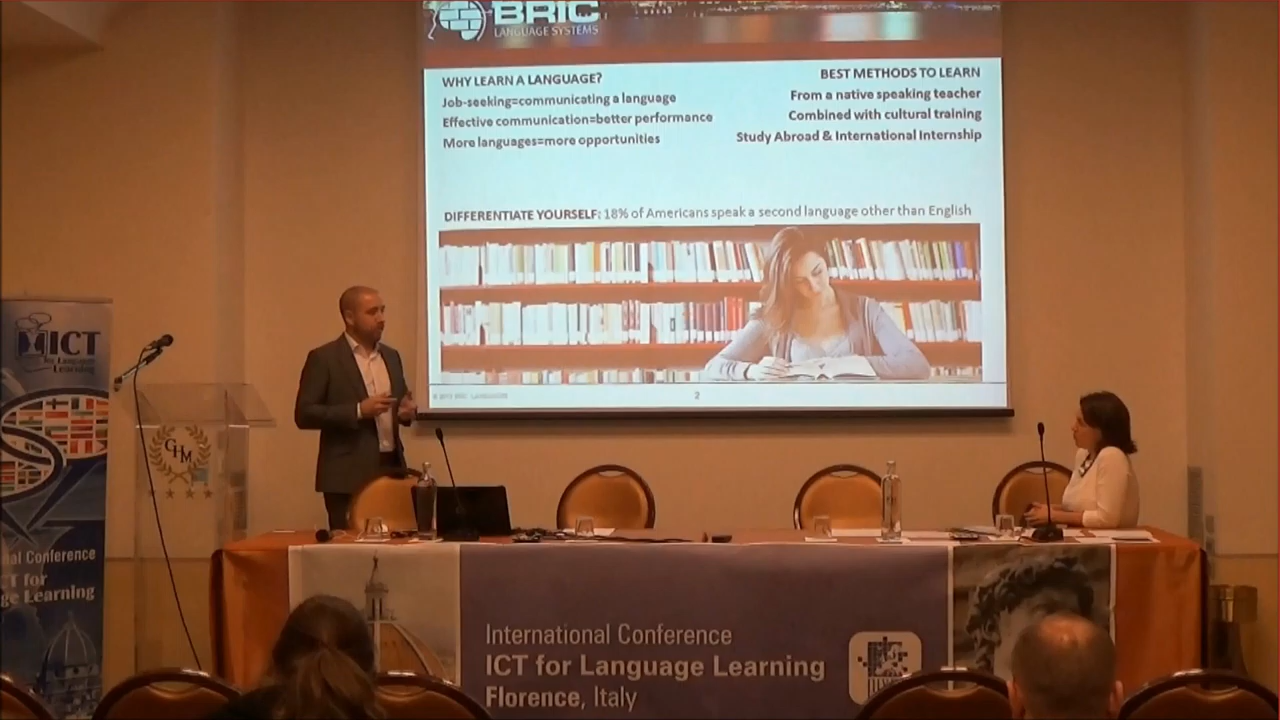 BRIC
LANGUAGE SYSTEMS
WHY LEARN A LANGUAGE?
Job-seeking=communicating a language
Effective communication=better performance
More languages=more opportunities
BEST METHODS TO LEARN
From a native speaking teacher
Combined with cultural training
Study Abroad & International Internship
DIFFERENTIATE YOURSELF: 18% of Americans speak a second language other than English
2
ICT
for Language
Learning
nal Conference
T for
ge Learning
GHM
International Conference
ICT for Language Learning
Florence, Italy